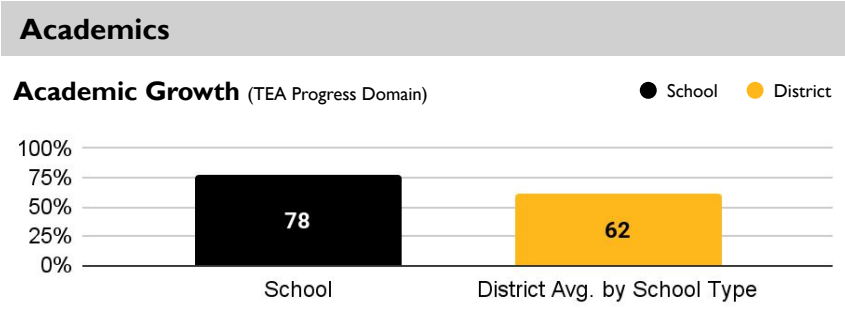 Academics
Academic Growth (TEA Progress Domain)
School
District
100%
75%
50%
25%
0%
78
62
School
District Avg. by School Type